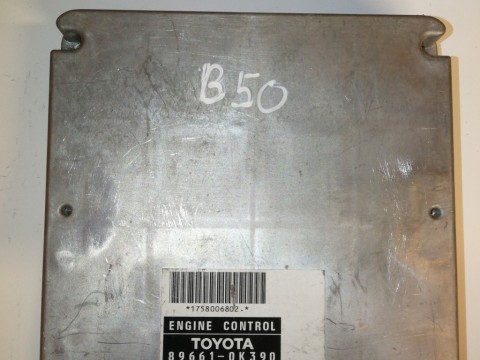 B50
*1758006802.*
ENGINE CONTROL
TOYOTA
89661-0K390